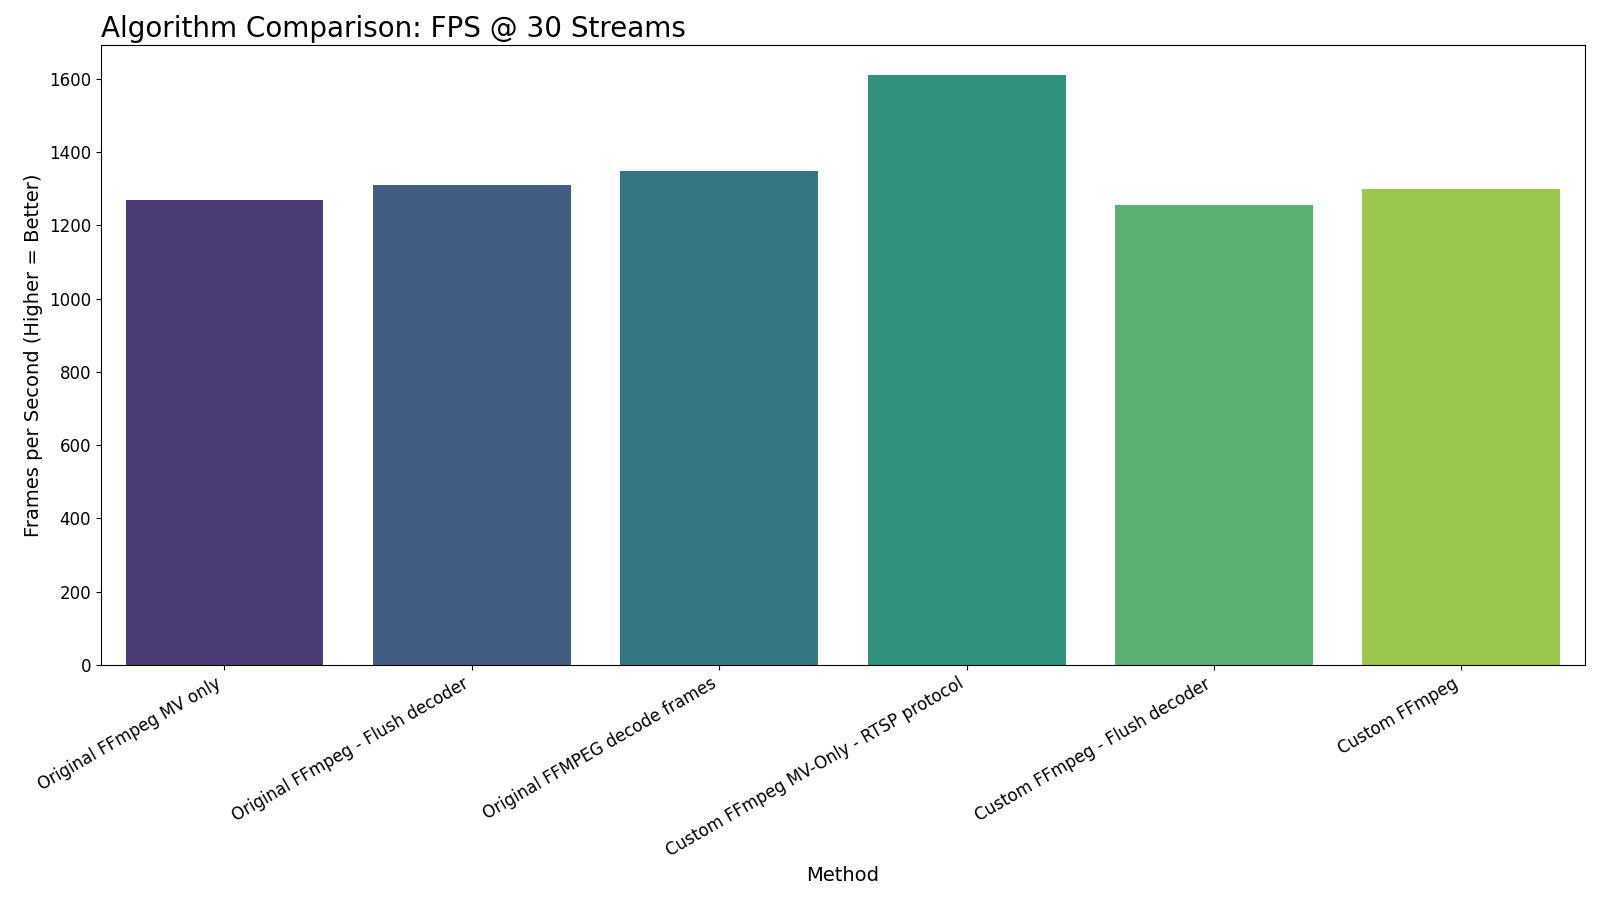 Algorithm Comparison: FPS @ 30 Streams
Frames per Second (Higher = Better)
1600
1400
1200
1000
800
600
400
200
0
Original FFmpeg MV only
Original FFmpeg - Flush decoder
Original FFMPEG decode frames
Custom FFmpeg MV-Only - RTSP protocol
Custom FFmpeg - Flush decoder
Custom FFmpeg
Method